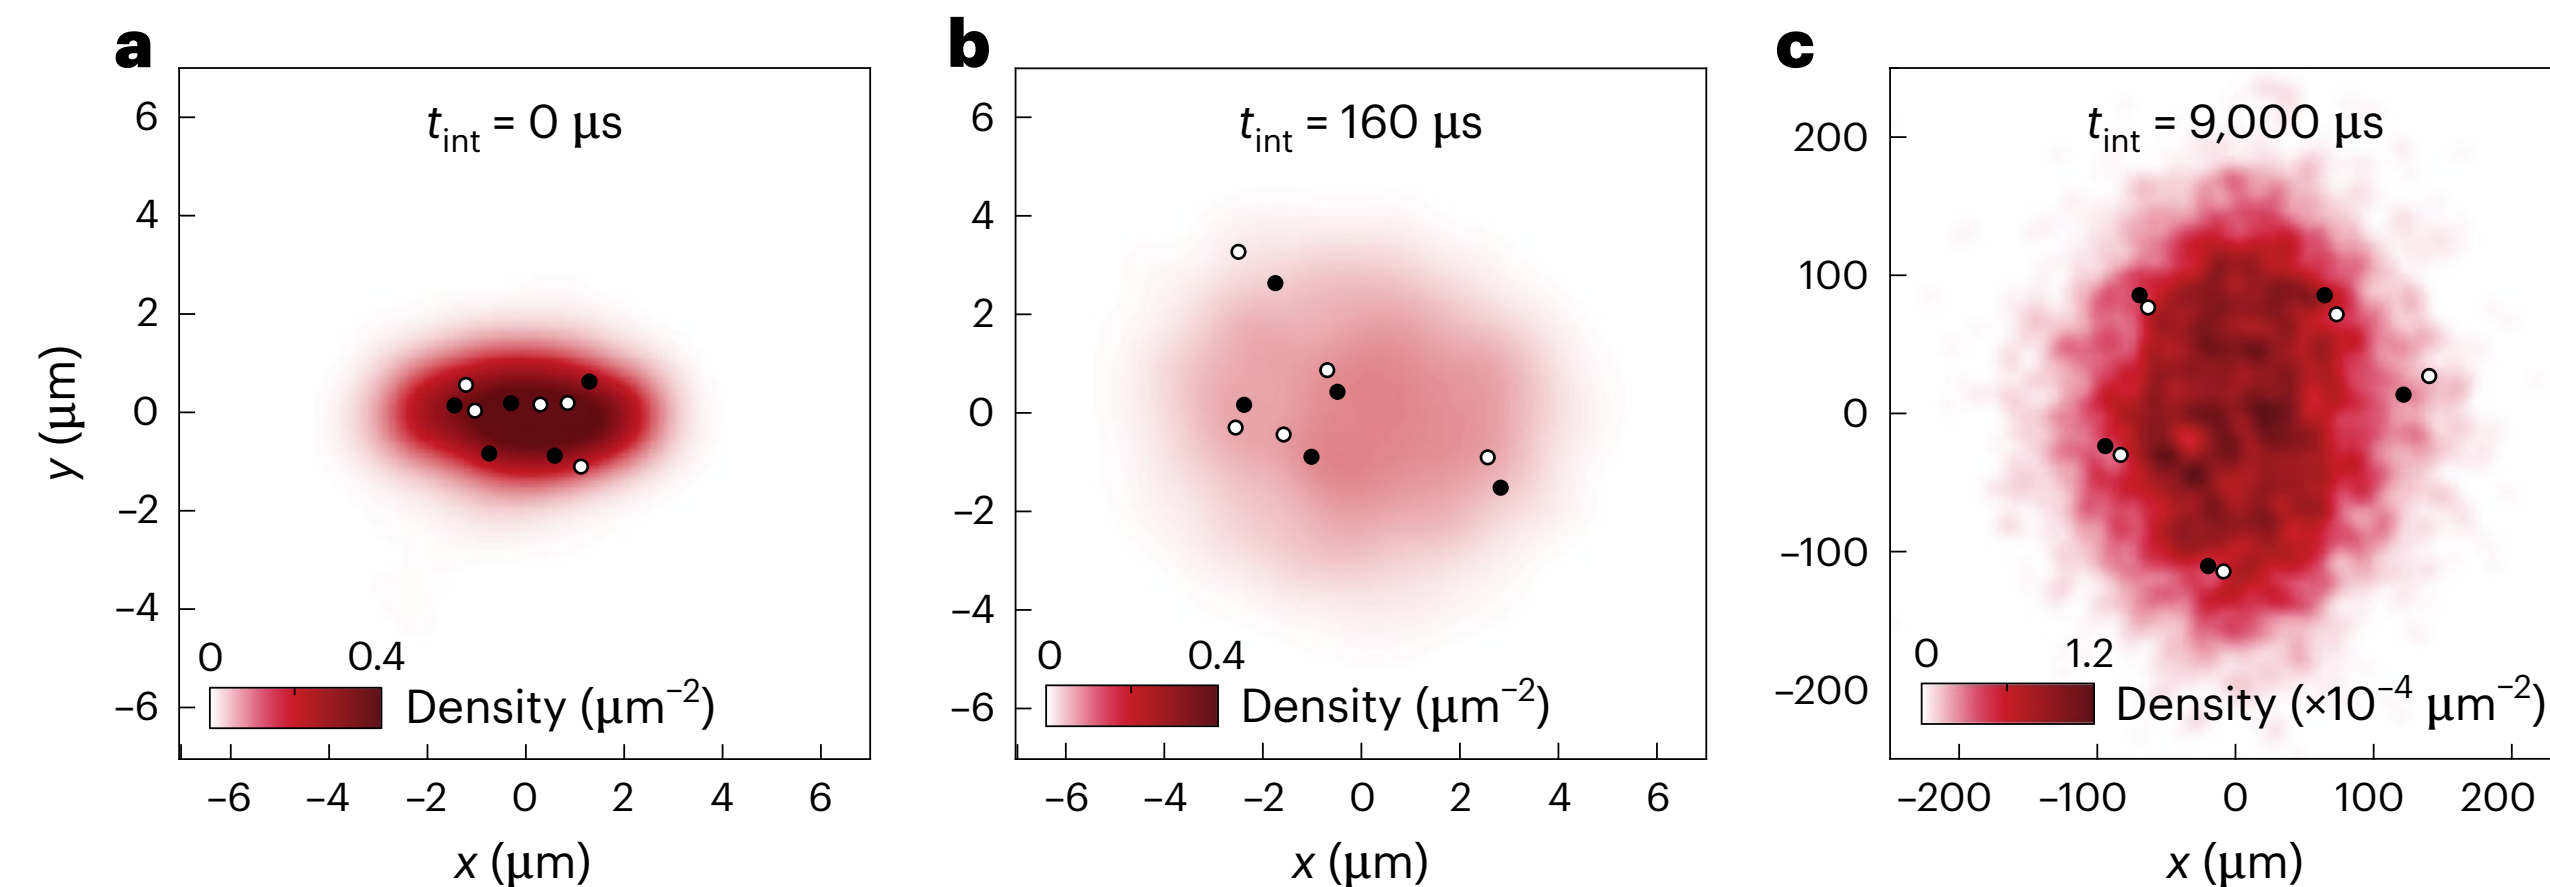 a
t_int = 0 μs
6
4
2
0
−2
−4
−6
y (μm)
0 0.4
Density (μm⁻²)
−6 −4 −2 0 2 4 6
x (μm)
b
t_int = 160 μs
6
4
2
0
−2
−4
−6
0 0.4
Density (μm⁻²)
−6 −4 −2 0 2 4 6
x (μm)
c
t_int = 9,000 μs
200
100
0
−100
−200
0 1.2
Density (×10⁻⁴ μm⁻²)
−200 −100 0 100 200
x (μm)